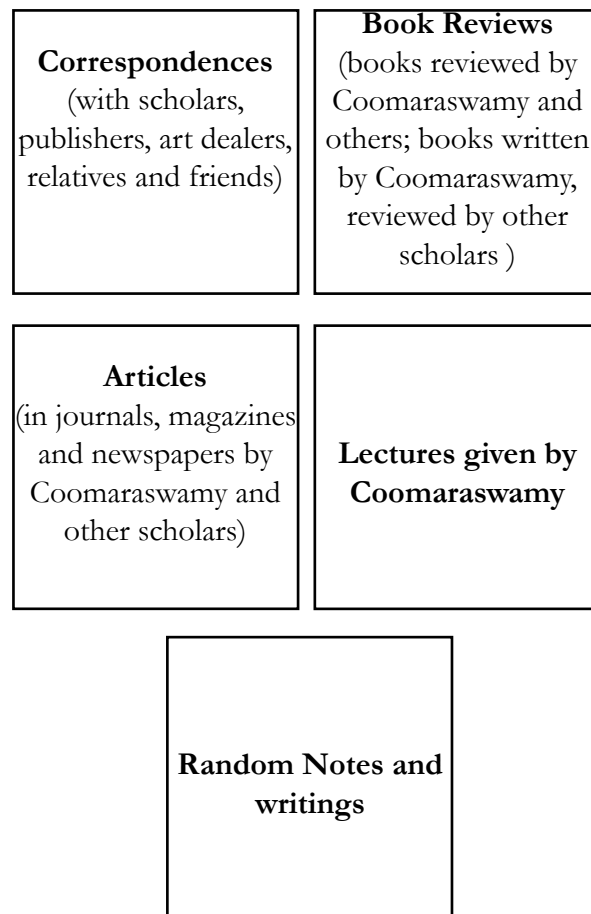 Correspondences
(with scholars,
publishers, art dealers,
relatives and friends)
Book Reviews
(books reviewed by
Coomaraswamy and
others; books written
by Coomaraswamy,
reviewed by other
scholars )
Articles
(in journals, magazines
and newspapers by
Coomaraswamy and
other scholars)
Lectures given by
Coomaraswamy
Random Notes and
writings